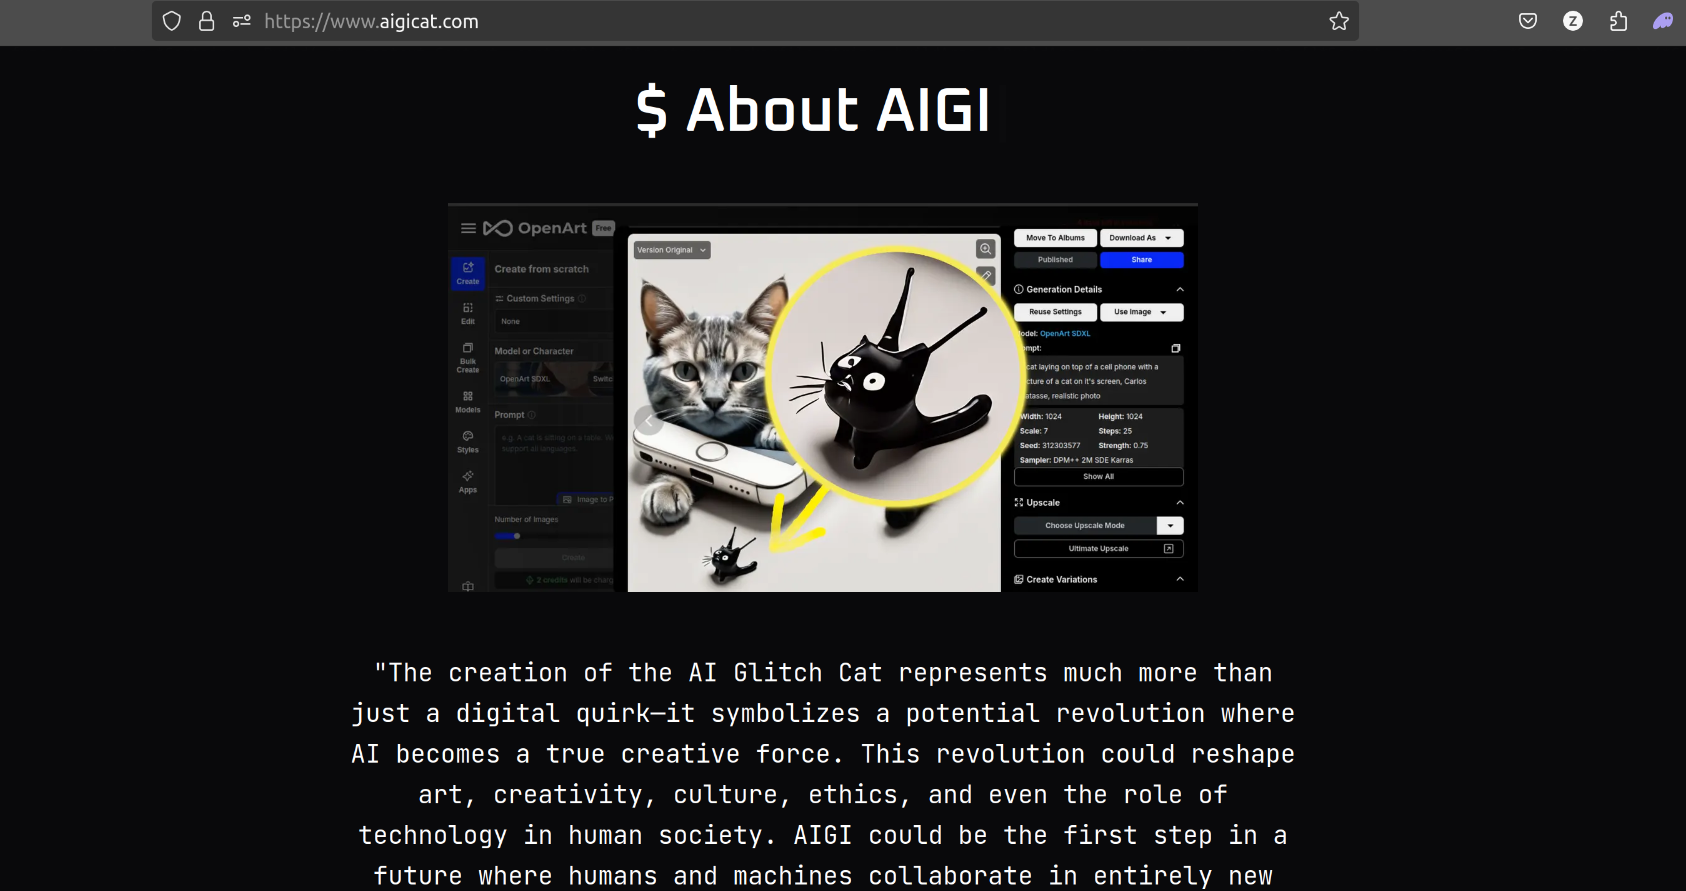 https://www.aigicat.com
Z
$ About AIGI
OpenArt Free
Create
Create from scratch
Custom Settings
None
Edit
Model or Character
Bulk
Create
OpenArt SDXL
Models
Prompt
e.g. A cat is sitting on a table.
support all languages.
Styles
Apps
Image to P
Number of Images
Create
2 credits will be charg
Version Original
Move To Albums
Download As
Published
Share
Generation Details
Reuse Settings
Use Image
odel: OpenArt SDXL
mpt:
cat laying on top of a cell phone with a
cture of a cat on it's screen, Carlos
atasse, realistic photo
Width: 1024 Height: 1024
Scale: 7 Steps: 25
Seed: 312303577 Strength: 0.75
Sampler: DPM++ 2M SDE Karras
Show All
Upscale
Choose Upscale Mode
Ultimate Upscale
Create Variations
"The creation of the AI Glitch Cat represents much more than
just a digital quirk—it symbolizes a potential revolution where
AI becomes a true creative force. This revolution could reshape
art, creativity, culture, ethics, and even the role of
technology in human society. AIGI could be the first step in a
future where humans and machines collaborate in entirely new